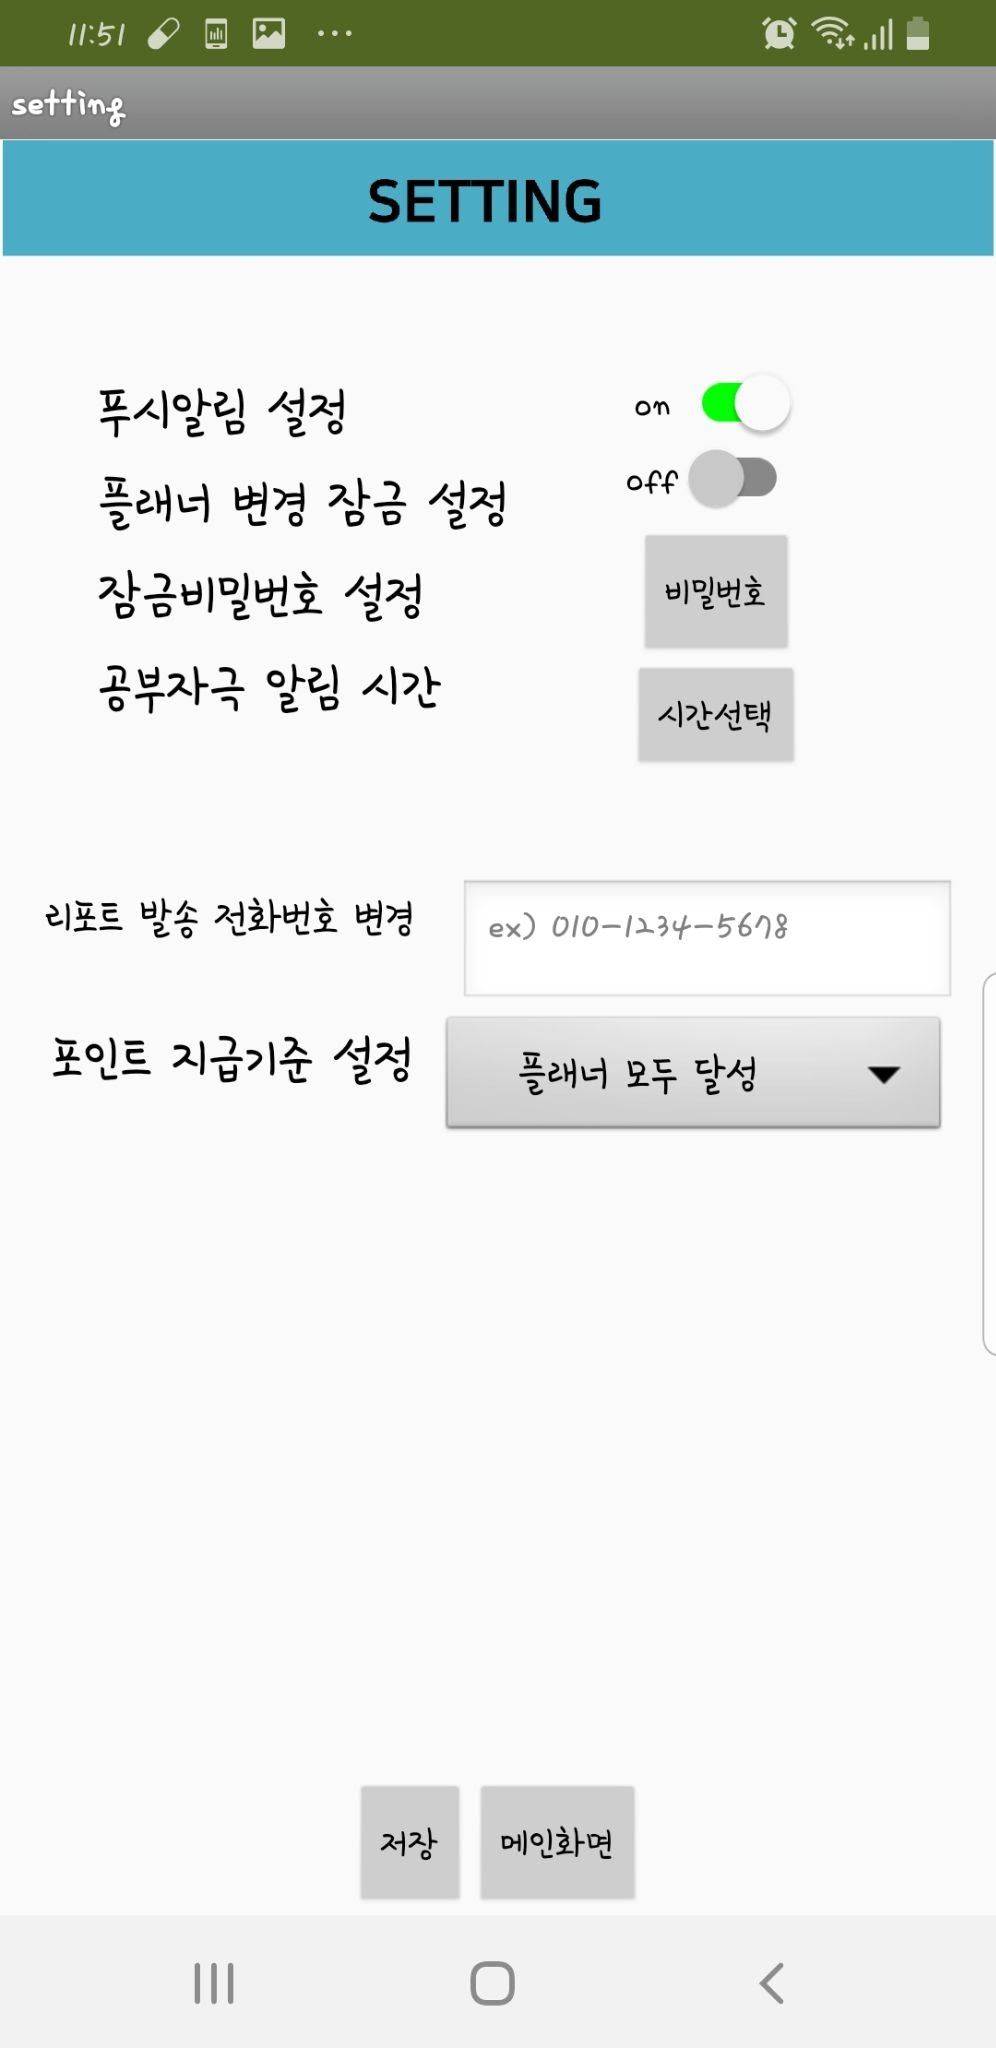 11:51
setting
SETTING
푸시알림 설정 on
플래너 변경 잠금 설정 off
잠금비밀번호 설정 비밀번호
공부자극 알림 시간 시간선택
리포트 발송 전화번호 변경 ex) 010-1234-5678
포인트 지급기준 설정 플래너 모두 달성
저장 메인화면